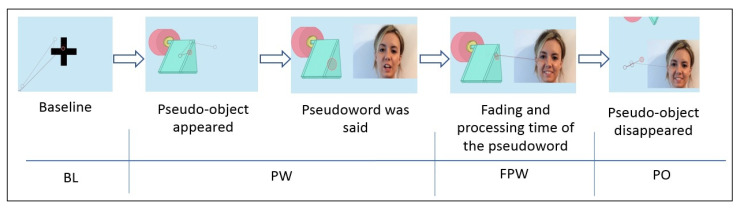 Baseline
Pseudo-object
appeared
Pseudoword was
said
Fading and
processing time of
the pseudoword
Pseudo-object
disappeared
BL
PW
FPW
PO